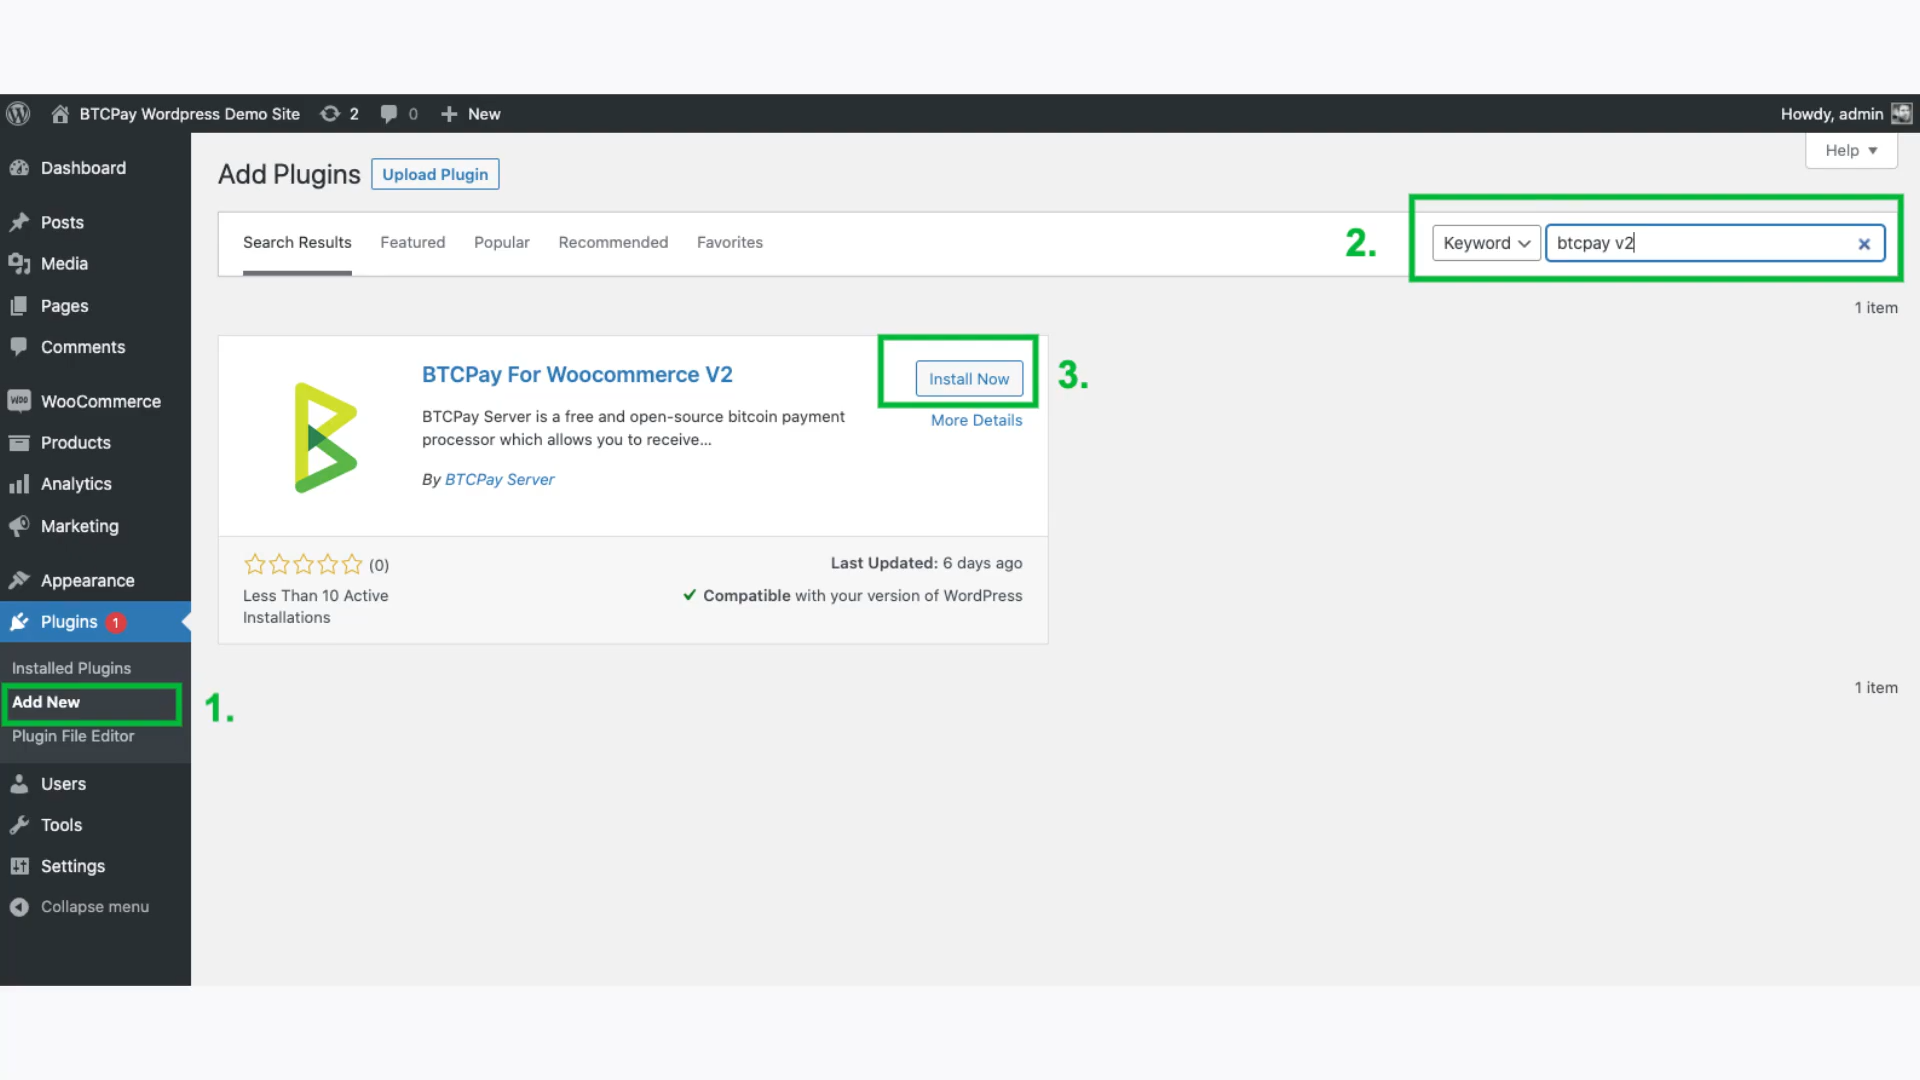 BTCPay Wordpress Demo Site 2 0 New Howdy, admin
Help
Dashboard
Posts
Media
Pages
Comments
WooCommerce
Products
Analytics
Marketing
Appearance
Plugins 1
Installed Plugins
Add New
1.
Plugin File Editor
Users
Tools
Settings
Collapse menu
Add Plugins Upload Plugin
Search Results Featured Popular Recommended Favorites
2.
Keyword btcpay v2
1 item
BTCPay For Woocommerce V2
Install Now
3.
More Details
BTCPay Server is a free and open-source bitcoin payment
processor which allows you to receive...
By BTCPay Server
(0)
Less Than 10 Active
Installations
Last Updated: 6 days ago
Compatible with your version of WordPress
1 item